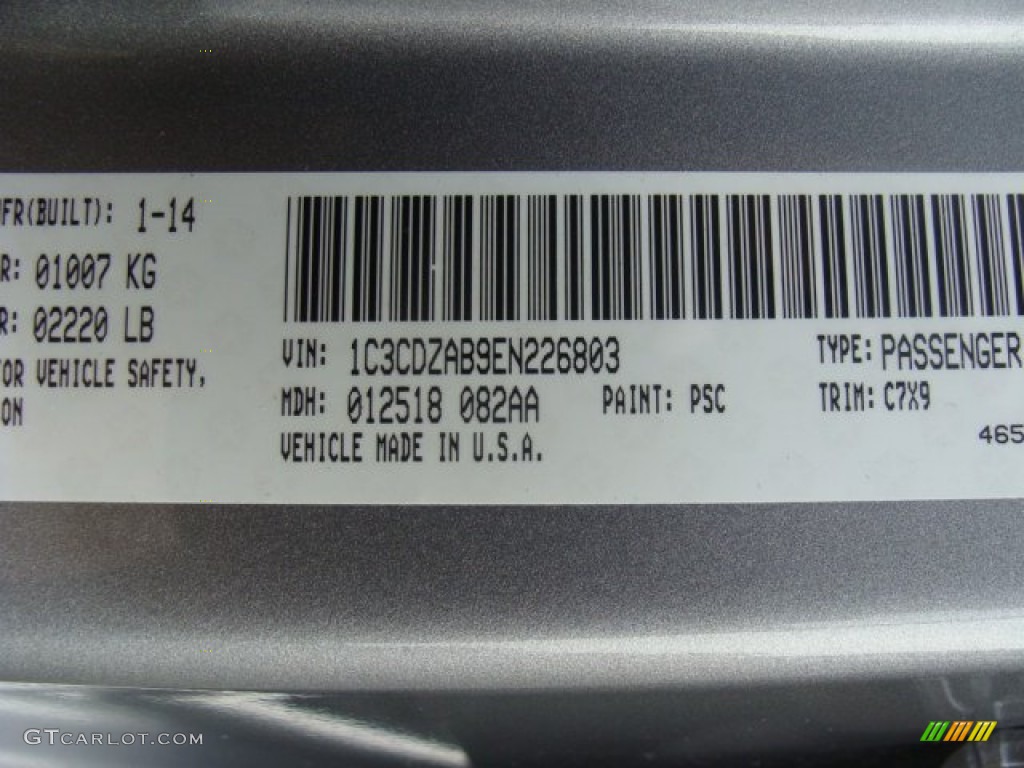 MFR(BUILT): 1-14
R: 01007 KG
R: 02220 LB
OR VEHICLE SAFETY,
ON
VIN: 1C3CDZAB9EN226803
MDH: 012518 082AA PAINT: PSC
VEHICLE MADE IN U.S.A.
TYPE: PASSENGER
TRIM: C7X9
465
GTCARLOT.COM